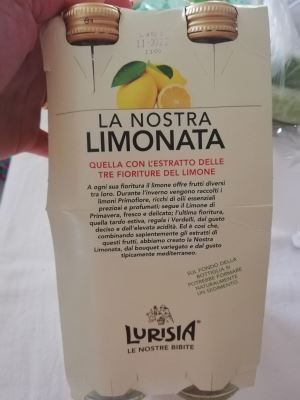 11-2022
LA NOSTRA
LIMONATA
QUELLA CON L'ESTRATTO DELLE
TRE FIORITURE DEL LIMONE
A ogni sua fioritura il limone offre frutti diversi
tra loro. Durante l'inverno vengono raccolti i
limoni Primofiore, ricchi di olii essenziali
preziosi e profumati; segue il Limone di
Primavera, fresco e delicato; l'ultima fioritura,
quella tardo estiva, regala i Verdelli, dal gusto
deciso e dall'elevata acidità. Ed è così che,
combinando sapientemente gli estratti di
questi frutti, abbiamo creato la Nostra
Limonata, dal bouquet variegato e dal gusto
tipicamente mediterraneo.
SUL FONDO DELLA
BOTTIGLIA SI
POTREBBE FORMARE
NATURALMENTE
UN SEDIMENTO.
LURISIA®
LE NOSTRE BIBITE